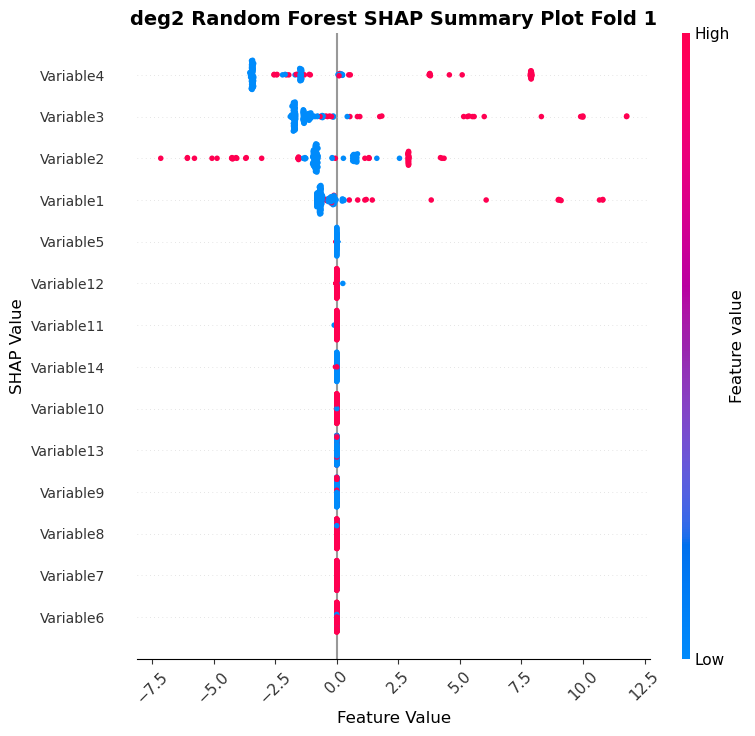 deg2 Random Forest SHAP Summary Plot Fold 1
High
Variable4
Variable3
Variable2
Variable1
Variable5
Variable12
Variable11
Variable14
Variable10
Variable13
Variable9
Variable8
Variable7
Variable6
SHAP Value
Feature value
Low
−7.5 −5.0 −2.5 0.0 2.5 5.0 7.5 10.0 12.5
Feature Value